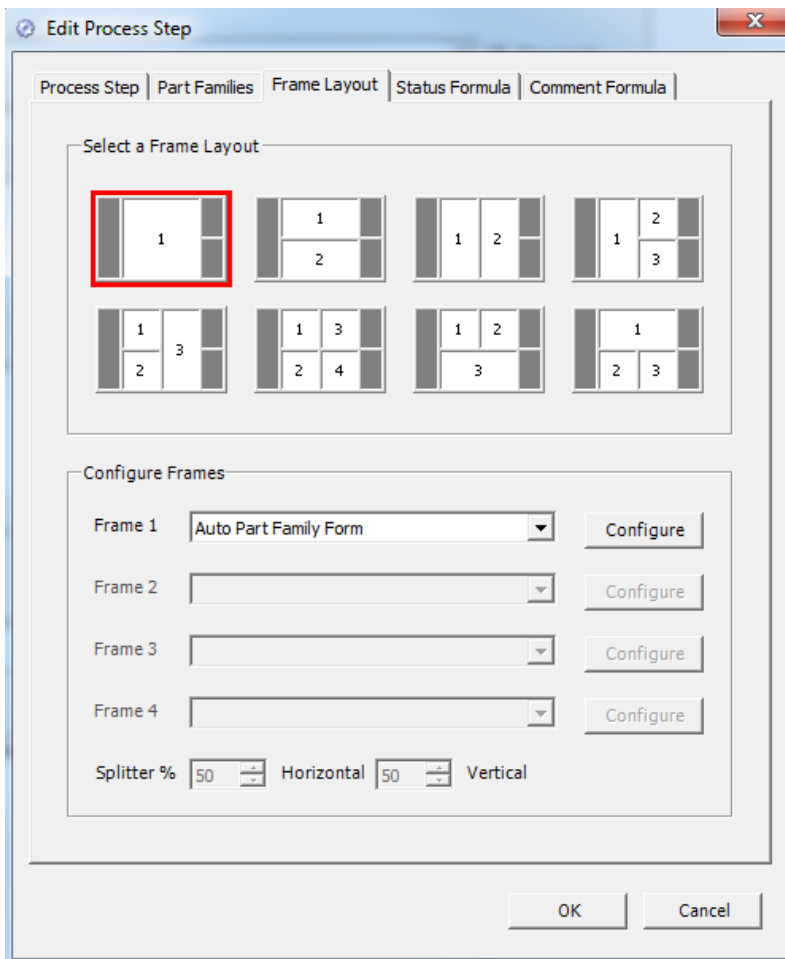 Edit Process Step
Process Step Part Families Frame Layout Status Formula Comment Formula
Select a Frame Layout
1
1
2
1 2
1
2
3
1
2
3
1 3
2 4
1 2
3
1
2 3
Configure Frames
Frame 1 Auto Part Family Form Configure
Frame 2 Configure
Frame 3 Configure
Frame 4 Configure
Splitter % 50 Horizontal 50 Vertical
OK Cancel